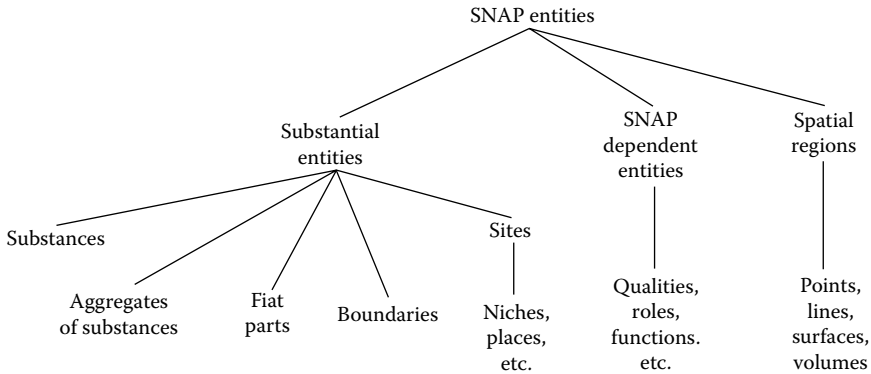 SNAP entities
Substantial
entities
SNAP
dependent
entities
Spatial
regions
Substances
Aggregates
of substances
Fiat
parts
Boundaries
Sites
Niches,
places,
etc.
Qualities,
roles,
functions.
etc.
Points,
lines,
surfaces,
volumes